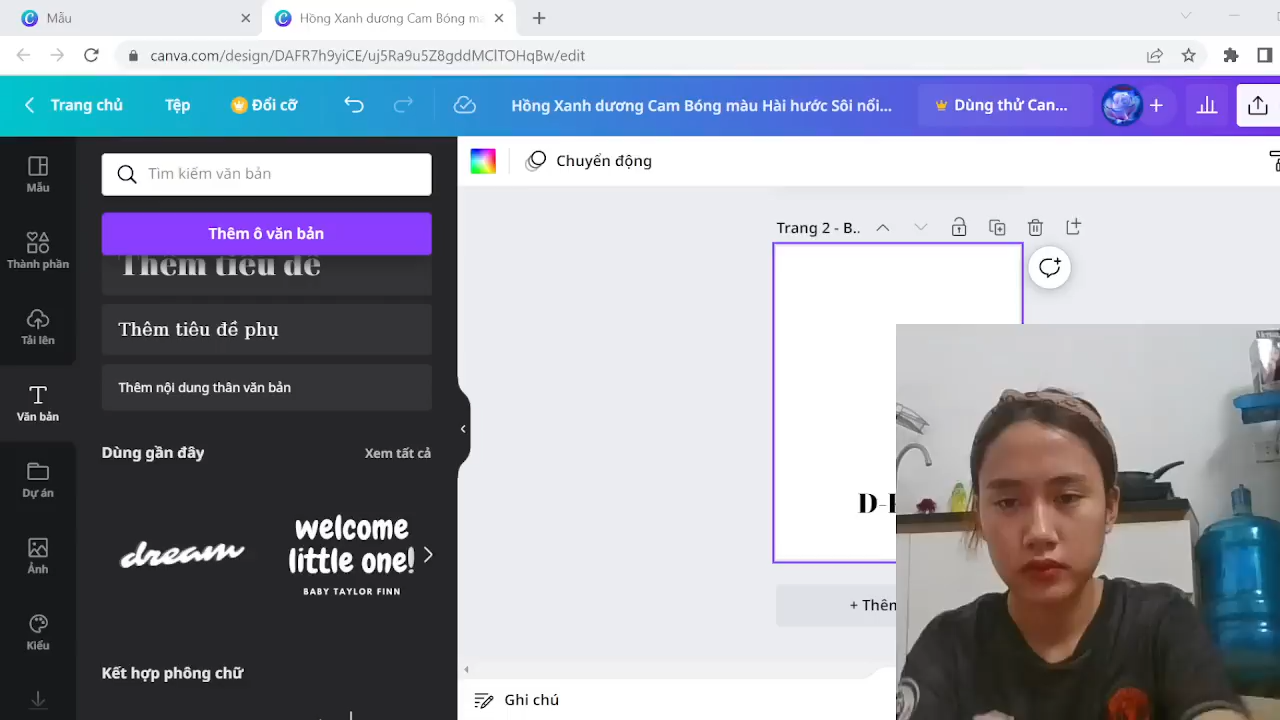 Mẫu
Hồng Xanh dương Cam Bóng mà
canva.com/design/DAFR7h9yiCE/uj5Ra9u5Z8gddMClTOHqBw/edit
Trang chủ
Tệp
Đổi cỡ
Hồng Xanh dương Cam Bóng màu Hài hước Sôi nổi...
Dùng thử Can...
Mẫu
Thành phần
Tải lên
Văn bản
Dự án
Ảnh
Kiểu
Tìm kiếm văn bản
Thêm ô văn bản
Thêm tiêu đề
Thêm tiêu đề phụ
Thêm nội dung thân văn bản
Dùng gần đây
Xem tất cả
dream
welcome
little one!
BABY TAYLOR FINN
Kết hợp phông chữ
Chuyển động
Trang 2 - B..
+ Thên
Ghi chú